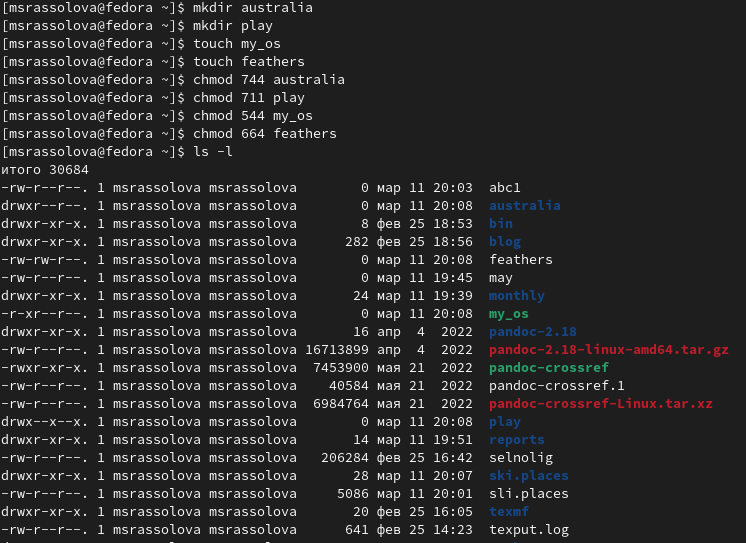 [msrassolova@fedora ~]$ mkdir australia
[msrassolova@fedora ~]$ mkdir play
[msrassolova@fedora ~]$ touch my_os
[msrassolova@fedora ~]$ touch feathers
[msrassolova@fedora ~]$ chmod 744 australia
[msrassolova@fedora ~]$ chmod 711 play
[msrassolova@fedora ~]$ chmod 544 my_os
[msrassolova@fedora ~]$ chmod 664 feathers
[msrassolova@fedora ~]$ ls -l
итого 30684
-rw-r--r--. 1 msrassolova msrassolova        0 мар 11 20:03  abc1
drwxr--r--. 1 msrassolova msrassolova        0 мар 11 20:08  australia
drwxr-xr-x. 1 msrassolova msrassolova        8 фев 25 18:53  bin
drwxr-xr-x. 1 msrassolova msrassolova      282 фев 25 18:56  blog
-rw-rw-r--. 1 msrassolova msrassolova        0 мар 11 20:08  feathers
-rw-r--r--. 1 msrassolova msrassolova        0 мар 11 19:45  may
drwxr-xr-x. 1 msrassolova msrassolova       24 мар 11 19:39  monthly
-r-xr--r--. 1 msrassolova msrassolova        0 мар 11 20:08  my_os
drwxr-xr-x. 1 msrassolova msrassolova       16 апр  4  2022  pandoc-2.18
-rw-r--r--. 1 msrassolova msrassolova 16713899 апр  4  2022  pandoc-2.18-linux-amd64.tar.gz
-rwxr-xr-x. 1 msrassolova msrassolova  7453900 мая 21  2022  pandoc-crossref
-rw-r--r--. 1 msrassolova msrassolova    40584 мая 21  2022  pandoc-crossref.1
-rw-r--r--. 1 msrassolova msrassolova  6984764 мая 21  2022  pandoc-crossref-Linux.tar.xz
drwx--x--x. 1 msrassolova msrassolova        0 мар 11 20:08  play
drwxr-xr-x. 1 msrassolova msrassolova       14 мар 11 19:51  reports
-rw-r--r--. 1 msrassolova msrassolova   206284 фев 25 16:42  selnolig
drwxr-xr-x. 1 msrassolova msrassolova       28 мар 11 20:07  ski.places
-rw-r--r--. 1 msrassolova msrassolova     5086 мар 11 20:01  sli.places
drwxr-xr-x. 1 msrassolova msrassolova       20 фев 25 16:05  texmf
-rw-r--r--. 1 msrassolova msrassolova      641 фев 25 14:23  texput.log